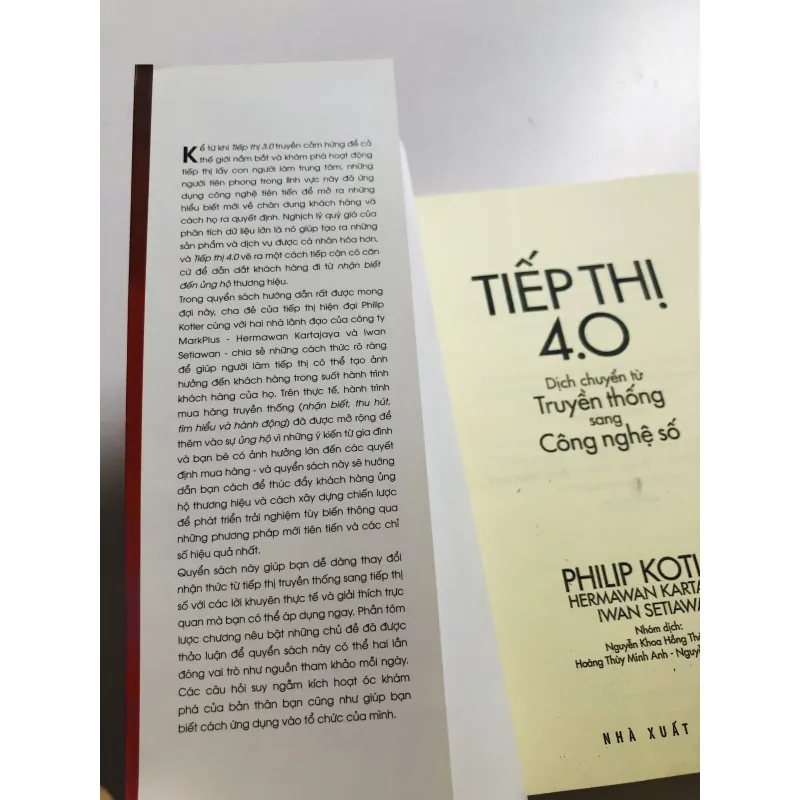 Kể từ khi Tiếp thị 3.0 truyền cảm hứng để cả
thế giới nắm bắt và khám phá hoạt động
tiếp thị lấy con người làm trung tâm, những
người tiên phong trong lĩnh vực này đã ứng
dụng công nghệ tiên tiến để mở ra những
hiểu biết mới về chân dung khách hàng và
cách họ ra quyết định. Nghịch lý quý giá của
phân tích dữ liệu lớn là nó giúp tạo ra những
sản phẩm và dịch vụ được cá nhân hóa hơn,
và Tiếp thị 4.0 vẽ ra một cách tiếp cận có căn
cứ để dẫn dắt khách hàng đi từ nhận biết
đến ủng hộ thương hiệu.
Trong quyển sách hướng dẫn rất được mong
đợi này, cha đẻ của tiếp thị hiện đại Philip
Kotler cùng với hai nhà lãnh đạo của công ty
MarkPlus - Hermawan Kartajaya và Iwan
Setiawan - chia sẻ những cách thức rõ ràng
để giúp người làm tiếp thị có thể tạo ảnh
hưởng đến khách hàng trong suốt hành trình
khách hàng của họ. Trên thực tế, hành trình
mua hàng truyền thống (nhận biết, thu hút,
tìm hiểu và hành động) đã được mở rộng để
thêm vào sự ủng hộ vì những ý kiến từ gia đình
và bạn bè có ảnh hưởng lớn đến các quyết
định mua hàng - và quyển sách này sẽ hướng
dẫn bạn cách để thúc đẩy khách hàng ủng
hộ thương hiệu và cách xây dựng chiến lược
để phát triển trải nghiệm tùy biến thông qua
những phương pháp mới tiên tiến và các chỉ
số hiệu quả nhất.
Quyển sách này giúp bạn dễ dàng thay đổi
nhận thức từ tiếp thị truyền thống sang tiếp thị
số với các lời khuyên thực tế và giải thích trực
quan mà bạn có thể áp dụng ngay. Phần tóm
lược chương nêu bật những chủ đề đã được
thảo luận để quyển sách này có thể hai lần
đóng vai trò như nguồn tham khảo mỗi ngày.
Các câu hỏi suy ngẫm kích hoạt óc khám
phá của bản thân bạn cũng như giúp bạn
biết cách ứng dụng vào tổ chức của mình.
TIẾP THỊ
4.0
Dịch chuyển từ
Truyền thống
sang
Công nghệ số
PHILIP KOTL
HERMAWAN KARTA
IWAN SETIAWA
Nhóm dịch:
Nguyễn Khoa Hồng Th
Hoàng Thùy Minh Anh - Nguy
NHÀ XUẤT